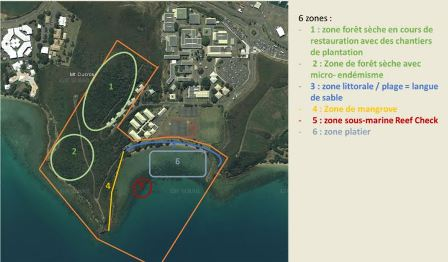 6 zones :
- 1 : zone forêt sèche en cours de
restauration avec des chantiers
de plantation
- 2 : Zone de forêt sèche avec
micro- endémisme
- 3 : zone littorale / plage = langue
de sable
- 4 : Zone de mangrove
- 5 : zone sous-marine Reef Check
- 6 : zone platier
1
2
4
6